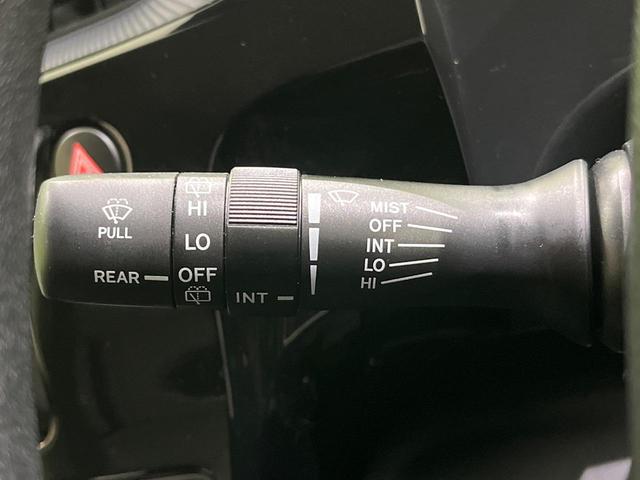 PULL
REAR
HI
LO
OFF
INT
MIST
OFF
INT
LO
HI